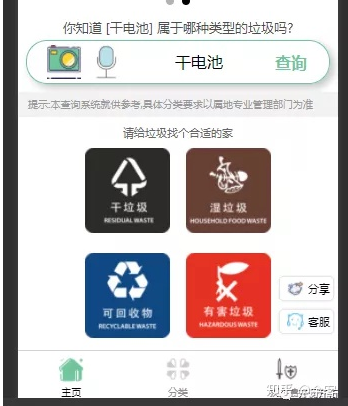 你知道 [干电池] 属于哪种类型的垃圾吗?
干电池
查询
提示:本查询系统就供参考,具体分类要求以属地专业管理部门为准
请给垃圾找个合适的家
干垃圾
RESIDUAL WASTE
湿垃圾
HOUSEHOLD FOOD WASTE
可回收物
RECYCLABLE WASTE
有害垃圾
HAZARDOUS WASTE
分享
客服
主页
分类
知乎